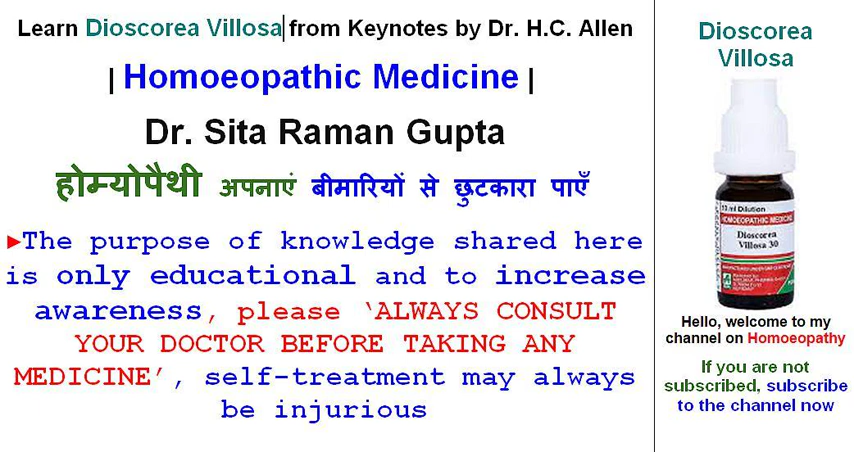 Learn Dioscorea Villosa from Keynotes by Dr. H.C. Allen
| Homoeopathic Medicine |
Dr. Sita Raman Gupta
होम्योपैथी अपनाएं बीमारियों से छुटकारा पाएँ
►The purpose of knowledge shared here
is only educational and to increase
awareness, please ‘ALWAYS CONSULT
YOUR DOCTOR BEFORE TAKING ANY
MEDICINE’, self-treatment may always
be injurious
Dioscorea
Villosa
10 ml Dilution
HOMOEOPATHIC MEDICINE
Dioscorea
Villosa 30
Hello, welcome to my
channel on Homoeopathy
If you are not
subscribed, subscribe
to the channel now